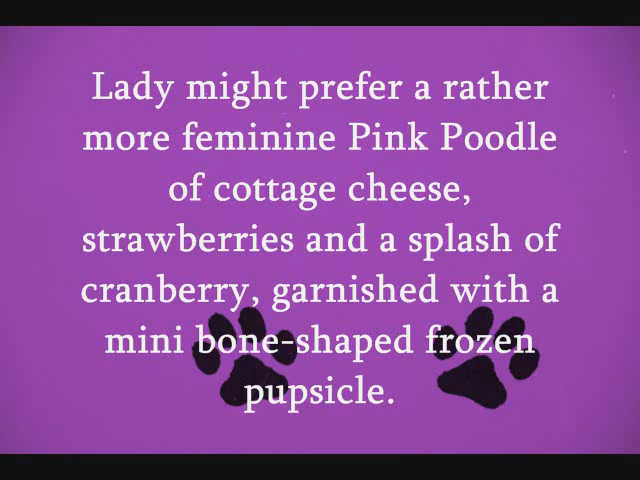 Lady might prefer a rather
more feminine Pink Poodle
of cottage cheese,
strawberries and a splash of
cranberry, garnished with a
mini bone-shaped frozen
pupsicle.